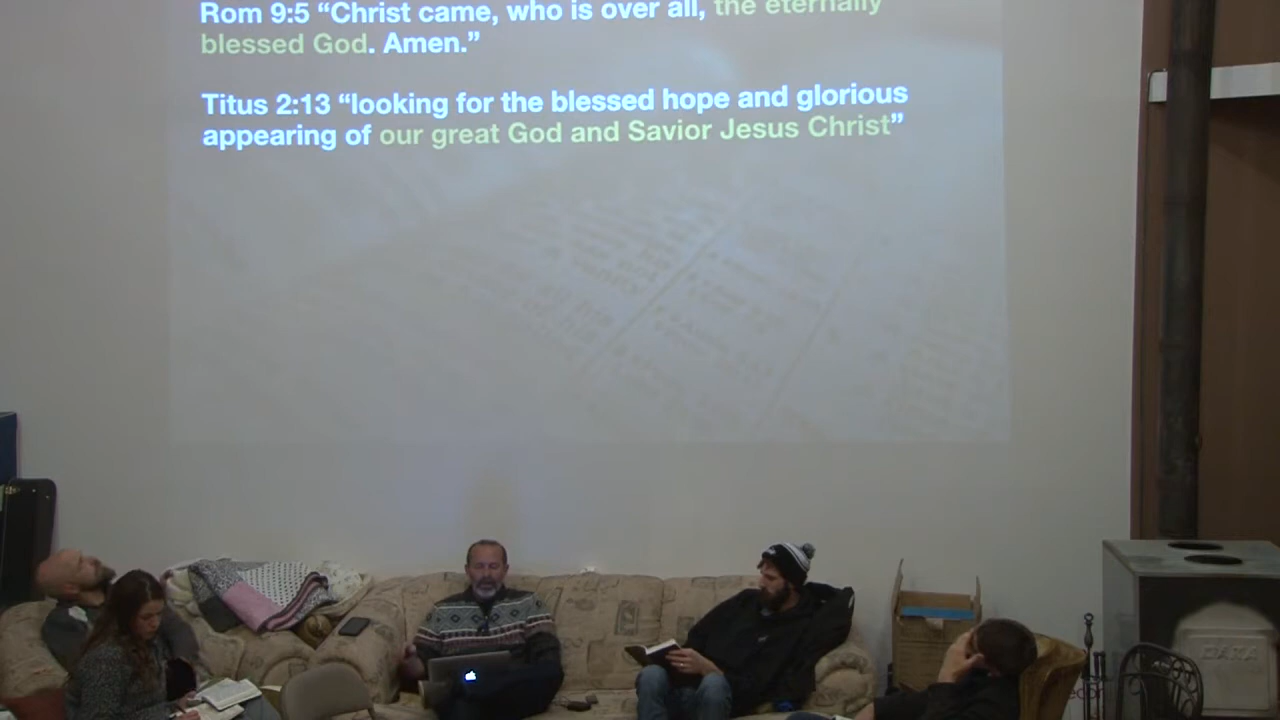 Rom 9:5 “Christ came, who is over all, the eternally
blessed God. Amen.”
Titus 2:13 “looking for the blessed hope and glorious
appearing of our great God and Savior Jesus Christ”
DAKA